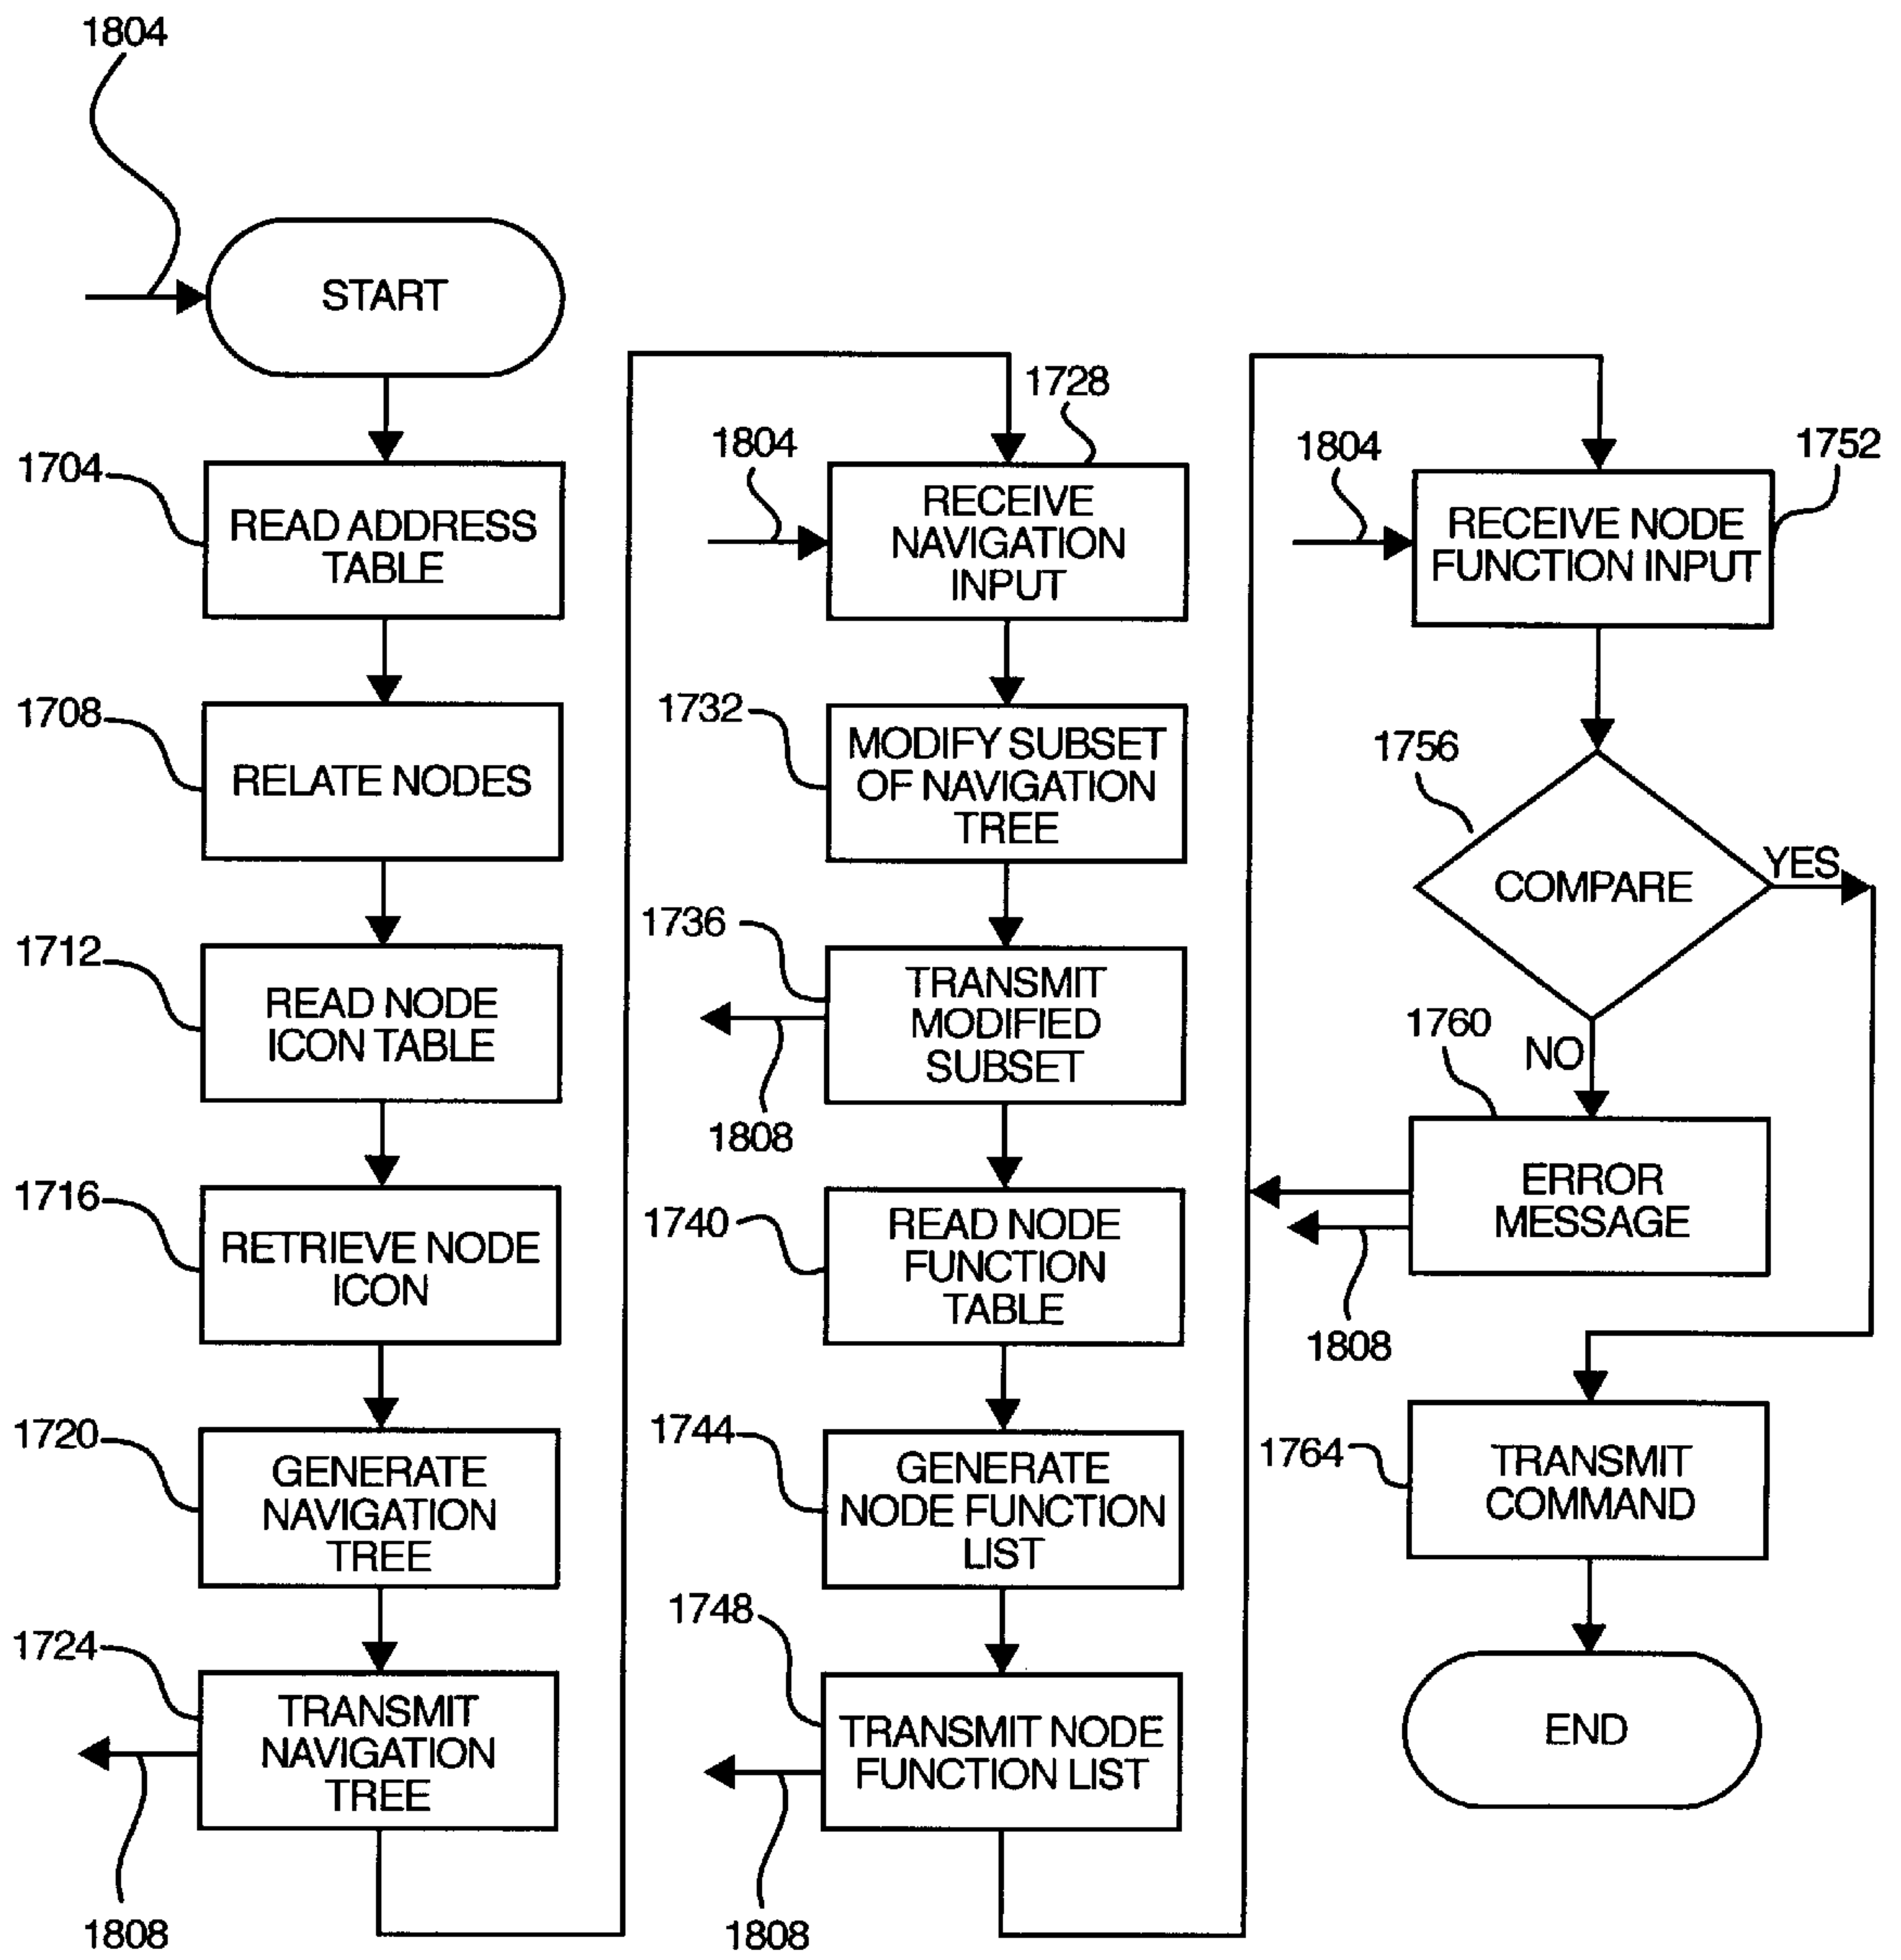 1804
START
1704
READ ADDRESS
TABLE
1708
RELATE NODES
1712
READ NODE
ICON TABLE
1716
RETRIEVE NODE
ICON
1720
GENERATE
NAVIGATION
TREE
1724
TRANSMIT
NAVIGATION
TREE
1808
1728
1804
RECEIVE
NAVIGATION
INPUT
1732
MODIFY SUBSET
OF NAVIGATION
TREE
1736
TRANSMIT
MODIFIED
SUBSET
1808
1740
READ NODE
FUNCTION
TABLE
1744
GENERATE
NODE FUNCTION
LIST
1748
TRANSMIT NODE
FUNCTION LIST
1808
1804
1752
RECEIVE NODE
FUNCTION INPUT
1756
COMPARE
YES
NO
1760
ERROR
MESSAGE
1808
1764
TRANSMIT
COMMAND
END